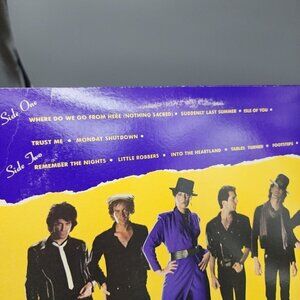 Side One
WHERE DO WE GO FROM HERE (NOTHING SACRED) • SUDDENLY LAST SUMMER • ISLE OF YOU •
TRUST ME • MONDAY SHUTDOWN •
Side Two
REMEMBER THE NIGHTS • LITTLE ROBBERS • INTO THE HEARTLAND • TABLES TURNED • FOOTSTEPS •